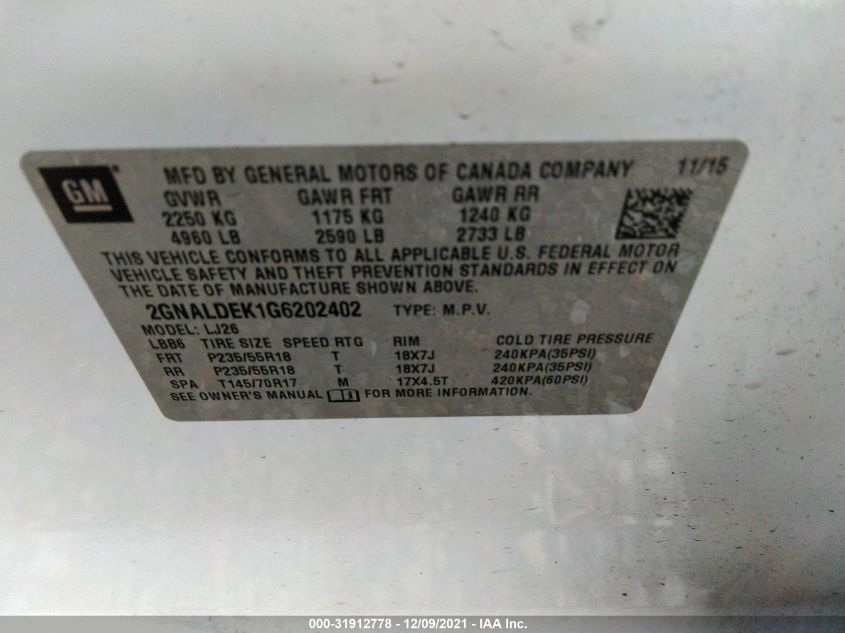 GM
MFD BY GENERAL MOTORS OF CANADA COMPANY 11/15
GVWR GAWR FRT GAWR RR
2250 KG 1175 KG 1240 KG
4960 LB 2590 LB 2733 LB
THIS VEHICLE CONFORMS TO ALL APPLICABLE U.S. FEDERAL MOTOR
VEHICLE SAFETY AND THEFT PREVENTION STANDARDS IN EFFECT ON
THE DATE OF MANUFACTURE SHOWN ABOVE.
2GNALDEK1G6202402 TYPE: M.P.V.
MODEL: LJ26
LBB6 TIRE SIZE SPEED RTG RIM COLD TIRE PRESSURE
FRT P235/55R18 T 18X7J 240KPA(35PSI)
RR P235/55R18 T 18X7J 240KPA(35PSI)
SPA T145/70R17 M 17X4.5T 420KPA(60PSI)
SEE OWNER'S MANUAL FOR MORE INFORMATION.
000-31912778 - 12/09/2021 - IAA Inc.